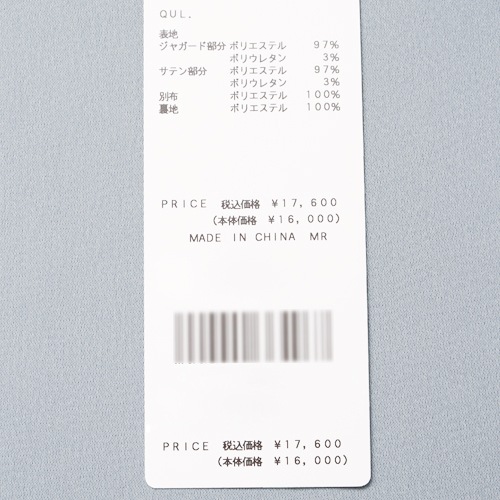 QUL.
表地
ジャガード部分 ポリエステル 97%
ポリウレタン 3%
サテン部分 ポリエステル 97%
ポリウレタン 3%
別布 ポリエステル 100%
裏地 ポリエステル 100%
PRICE 税込価格 ¥17,600
(本体価格 ¥16,000)
MADE IN CHINA MR
PRICE 税込価格 ¥17,600
(本体価格 ¥16,000)